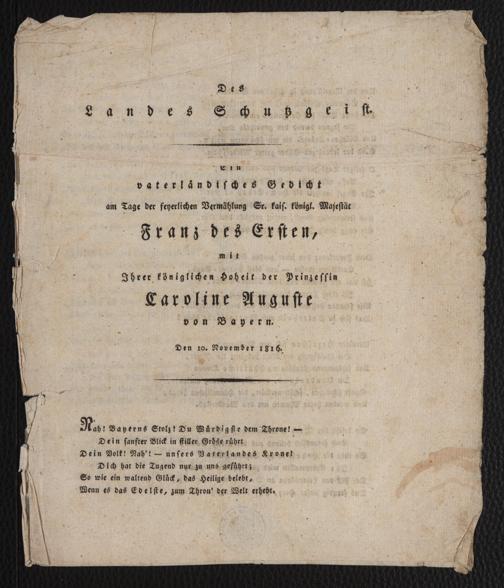 Des
Landes Schutzgeist.
Ein
vaterländisches Gedicht
am Tage der feyerlichen Vermählung Sr. kais. königl. Majestät
Franz des Ersten,
mit
Ihrer königlichen Hoheit der Prinzessin
Caroline Auguste
von Bayern.
Den 10. November 1816.
Nah! Bayerns Stolz! Du Würdigste dem Throne! —
Dein sanfter Blick in stiller Größe rührt
Dein Volk! Nah'! — unsers Vaterlandes Krone!
Dich hat die Tugend nur zu uns geführt;
So wie ein waltend Glück, das Heilige belebt,
Wenn es das Edelste, zum Thron' der Welt erhebt.